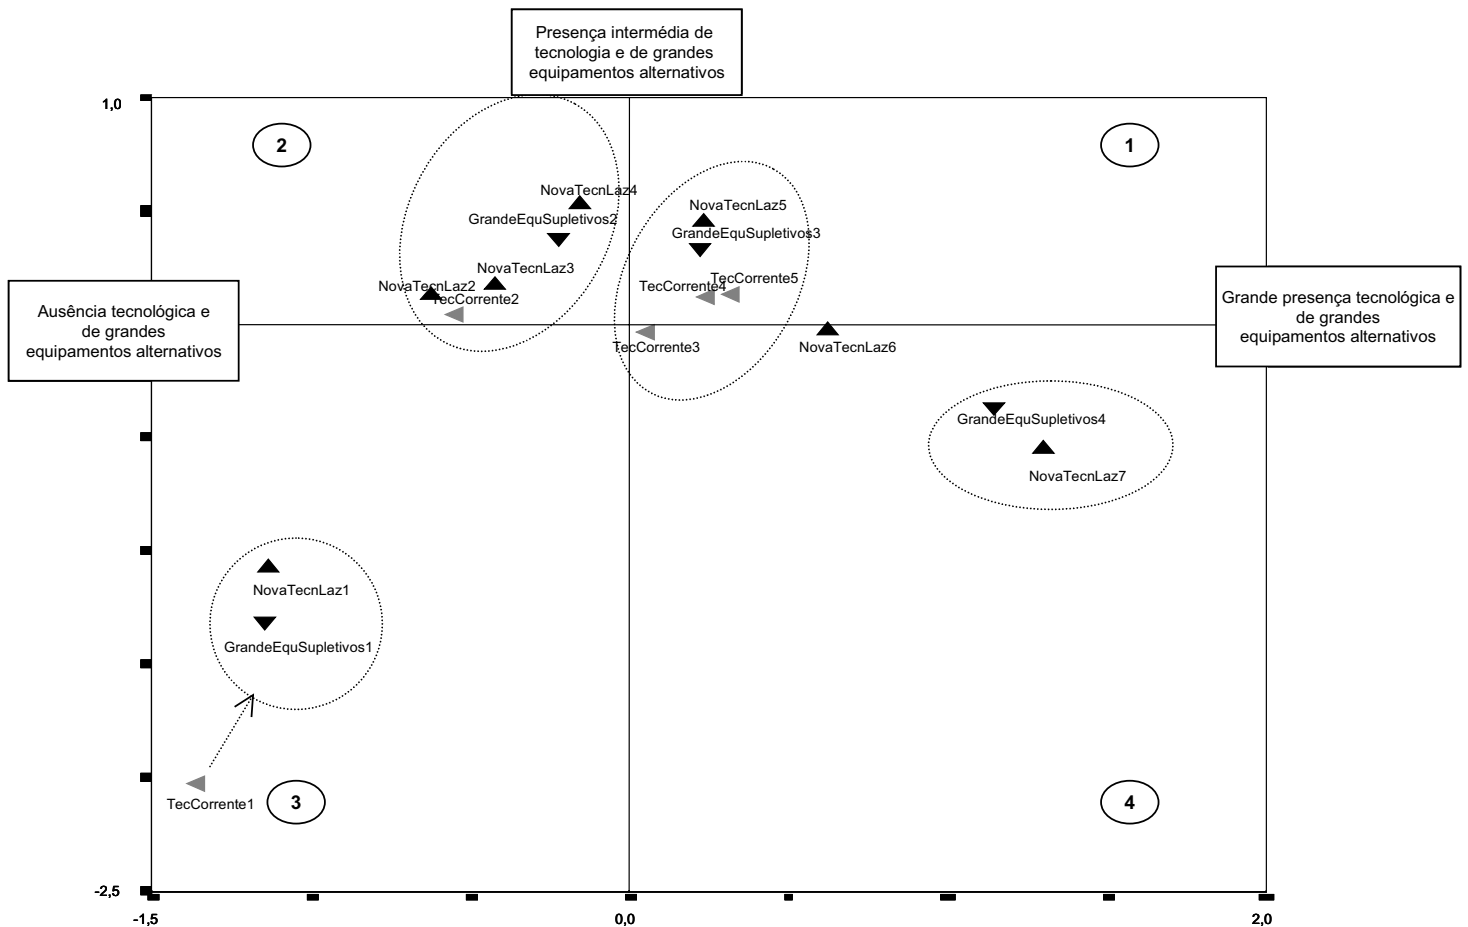 Presença intermédia de
tecnologia e de grandes
equipamentos alternativos
1,0
2
1
NovaTecnLaz4
GrandeEquSupletivos2
NovaTecnLaz5
GrandeEquSupletivos3
NovaTecnLaz3
NovaTecnLaz2
TecCorrente2
TecCorrente5
TecCorrente4
Ausência tecnológica e
de grandes
equipamentos alternativos
Grande presença tecnológica e
de grandes
equipamentos alternativos
TecCorrente3
NovaTecnLaz6
GrandeEquSupletivos4
NovaTecnLaz7
NovaTecnLaz1
GrandeEquSupletivos1
TecCorrente1
3
4
-2,5
-1,5
0,0
2,0